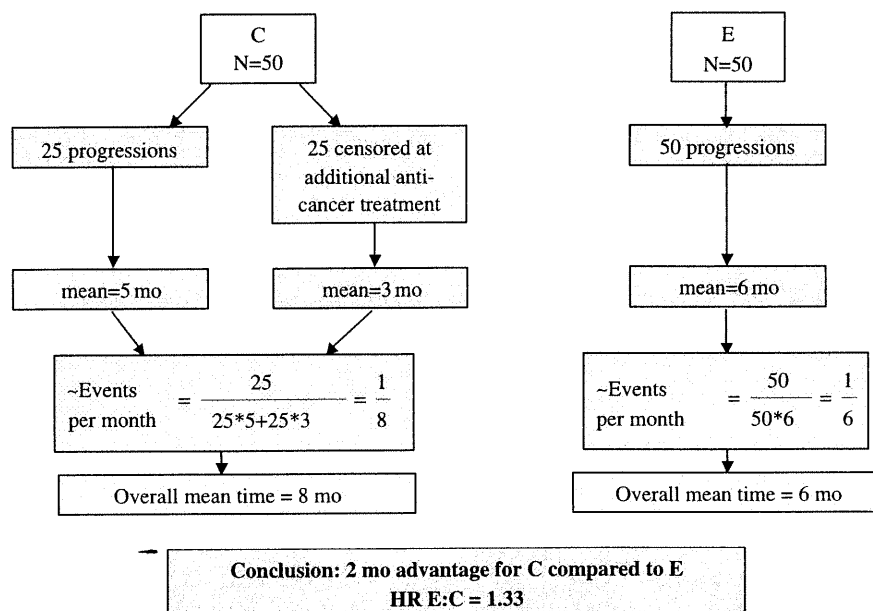 C
N=50
E
N=50
25 progressions
25 censored at
additional anti-
cancer treatment
50 progressions
mean=5 mo
mean=3 mo
mean=6 mo
~Events
per month = 25 / 25*5+25*3 = 1 / 8
~Events
per month = 50 / 50*6 = 1 / 6
Overall mean time = 8 mo
Overall mean time = 6 mo
Conclusion: 2 mo advantage for C compared to E
HR E:C = 1.33